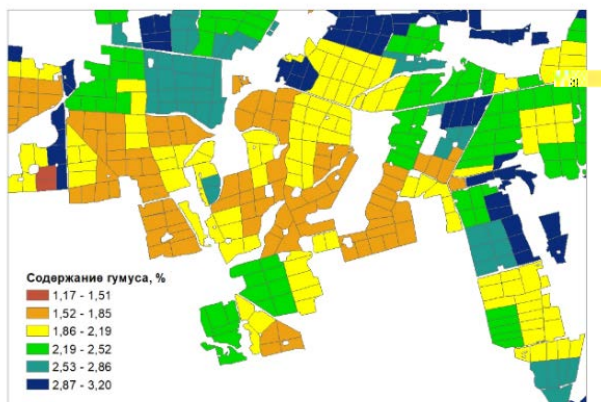 Содержание гумуса, %
1,17 - 1,51
1,52 - 1,85
1,86 - 2,19
2,19 - 2,52
2,53 - 2,86
2,87 - 3,20